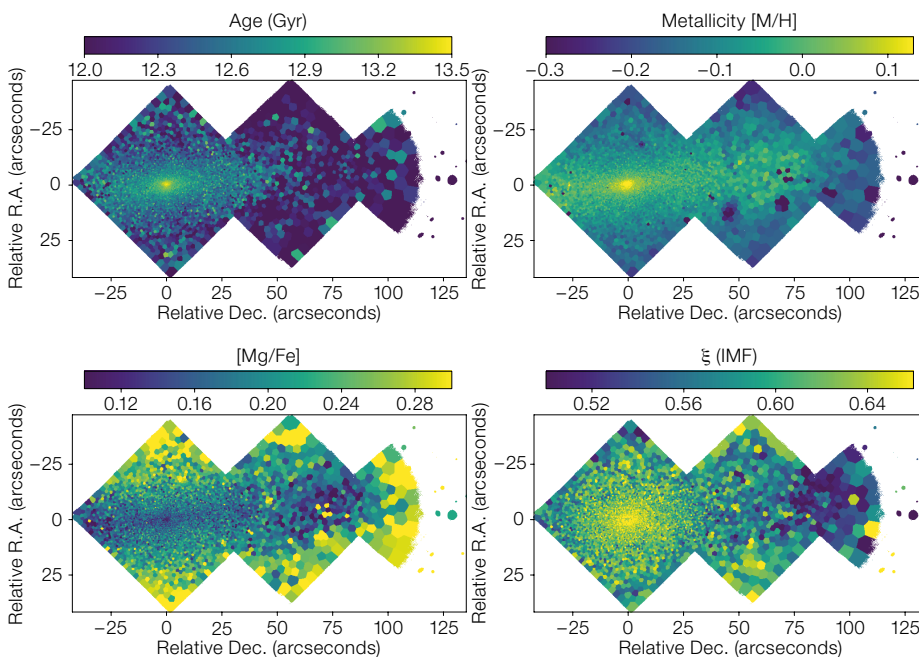 Age (Gyr)
12.0 12.3 12.6 12.9 13.2 13.5
Relative R.A. (arcseconds)
−25
0
25
−25 0 25 50 75 100 125
Relative Dec. (arcseconds)
Metallicity [M/H]
−0.3 −0.2 −0.1 0.0 0.1
Relative R.A. (arcseconds)
−25
0
25
−25 0 25 50 75 100 125
Relative Dec. (arcseconds)
[Mg/Fe]
0.12 0.16 0.20 0.24 0.28
Relative R.A. (arcseconds)
−25
0
25
−25 0 25 50 75 100 125
Relative Dec. (arcseconds)
ξ (IMF)
0.52 0.56 0.60 0.64
Relative R.A. (arcseconds)
−25
0
25
−25 0 25 50 75 100 125
Relative Dec. (arcseconds)